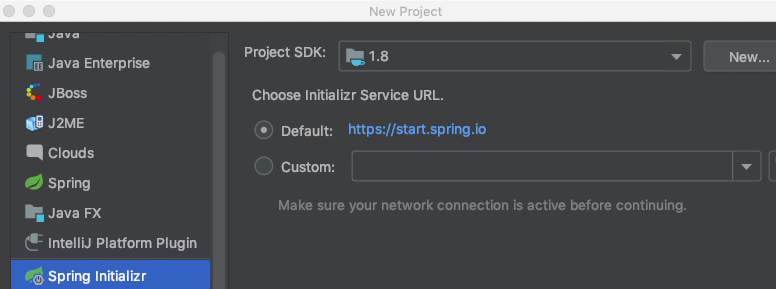 New Project
Java
Java Enterprise
JBoss
J2ME
Clouds
Spring
Java FX
IntelliJ Platform Plugin
Spring Initializr
Project SDK: 1.8 New...
Choose Initializr Service URL.
Default: https://start.spring.io
Custom:
Make sure your network connection is active before continuing.